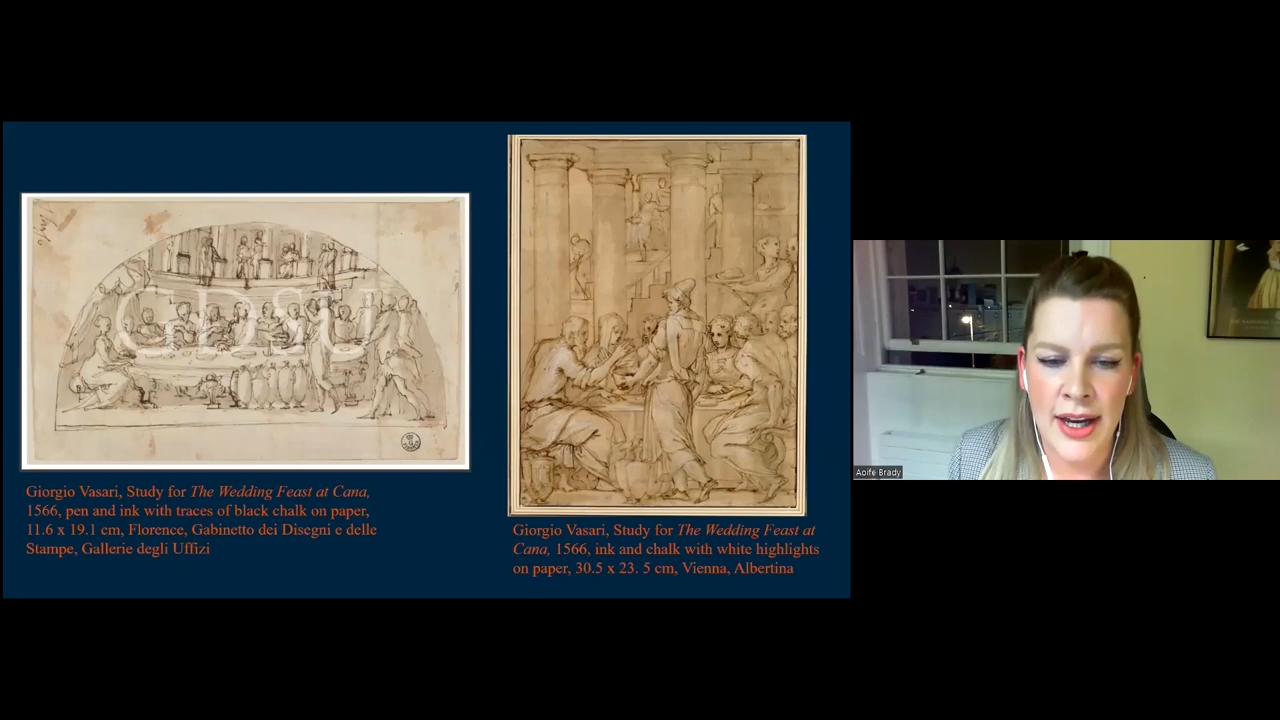 GDSU
Giorgio Vasari, Study for The Wedding Feast at Cana,
1566, pen and ink with traces of black chalk on paper,
11.6 x 19.1 cm, Florence, Gabinetto dei Disegni e delle
Stampe, Gallerie degli Uffizi
Giorgio Vasari, Study for The Wedding Feast at
Cana, 1566, ink and chalk with white highlights
on paper, 30.5 x 23. 5 cm, Vienna, Albertina
Aoife Brady